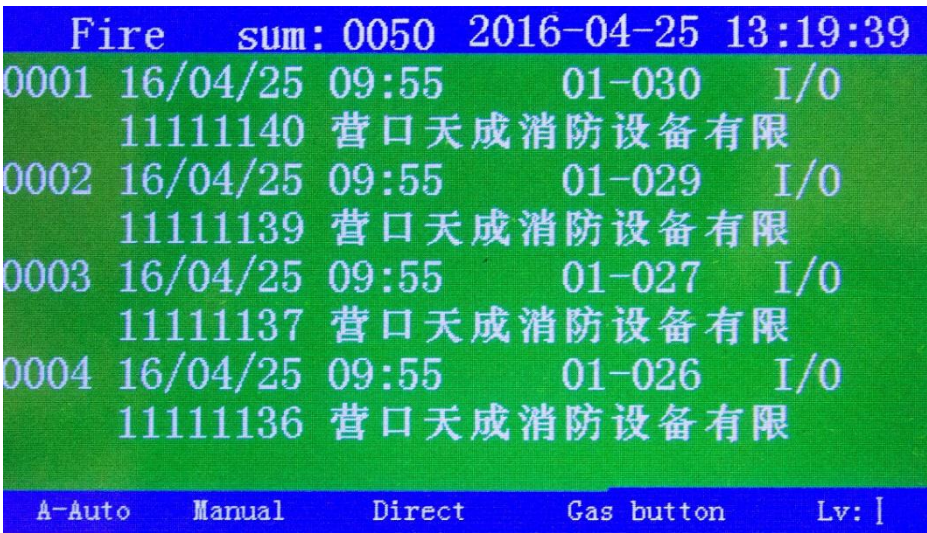 Fire sum: 0050 2016-04-25 13:19:39
0001 16/04/25 09:55 01-030 I/O
11111140 营口天成消防设备有限
0002 16/04/25 09:55 01-029 I/O
11111139 营口天成消防设备有限
0003 16/04/25 09:55 01-027 I/O
11111137 营口天成消防设备有限
0004 16/04/25 09:55 01-026 I/O
11111136 营口天成消防设备有限
A-Auto Manual Direct Gas button Lv: